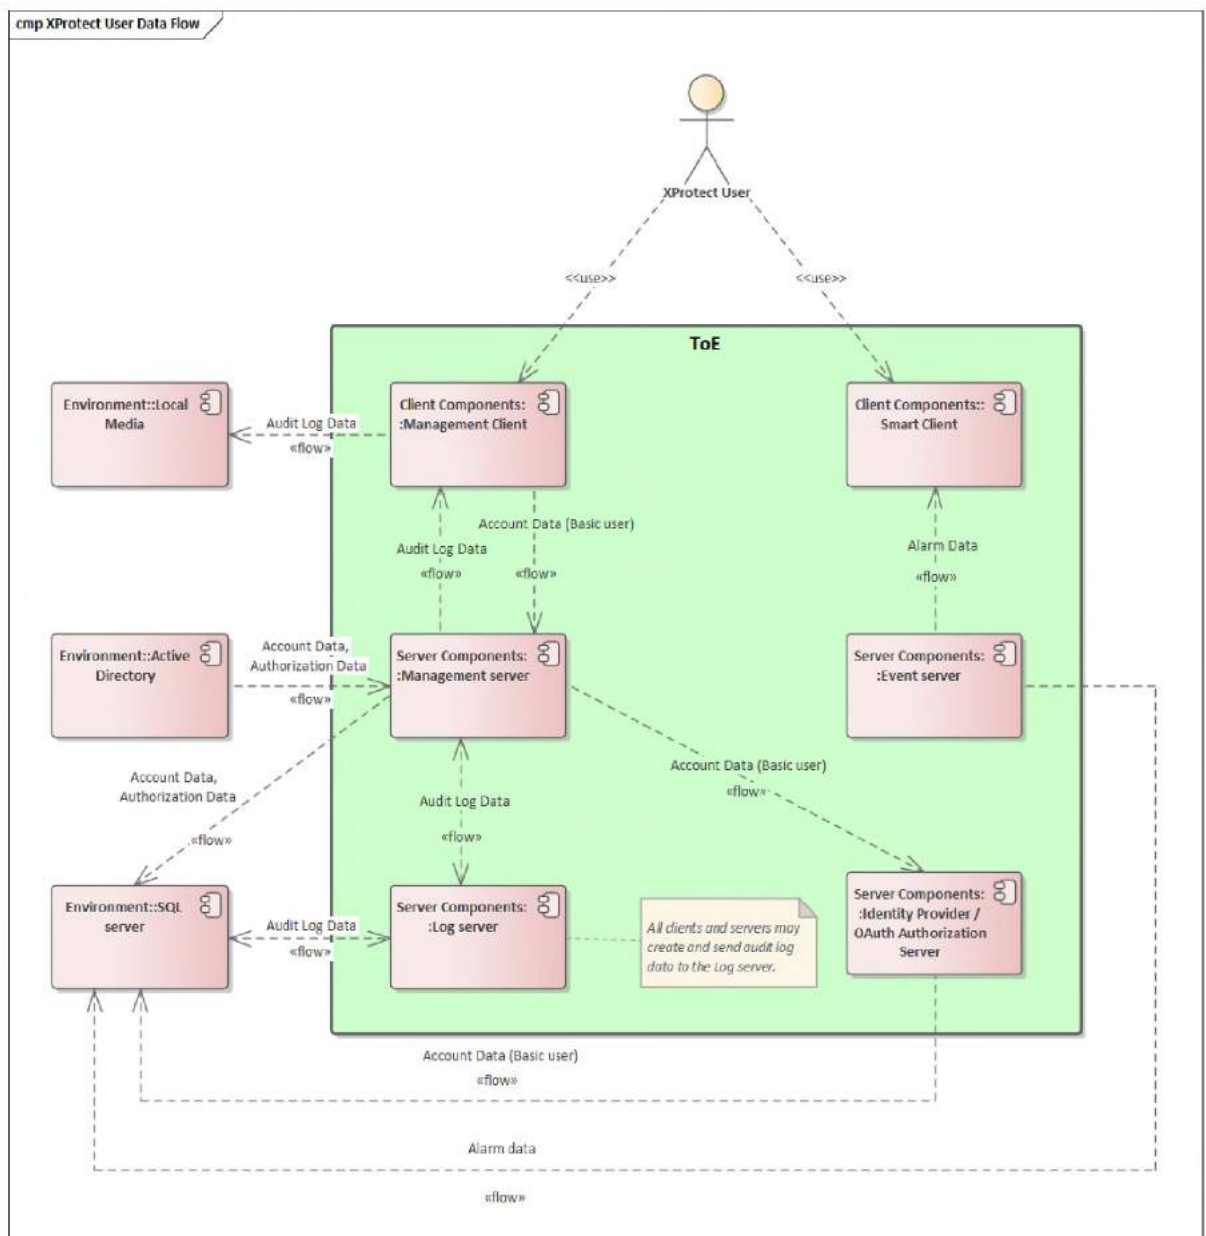 cmp XProtect User Data Flow
XProtect User
<<use>>
<<use>>
ToE
Environment::Local
Media
Audit Log Data
«flow»
Client Components:
:Management Client
Client Components::
Smart Client
Account Data (Basic user)
«flow»
Audit Log Data
«flow»
Alarm Data
«flow»
Environment::Active
Directory
Account Data,
Authorization Data
«flow»
Server Components:
:Management server
Server Components:
:Event server
Account Data,
Authorization Data
«flow»
Audit Log Data
«flow»
Account Data (Basic user)
«flow»
Environment::SQL
server
Audit Log Data
«flow»
Server Components:
:Log server
All clients and servers may
create and send audit log
data to the Log server.
Server Components:
:Identity Provider /
OAuth Authorization
Server
Account Data (Basic user)
«flow»
Alarm data
«flow»